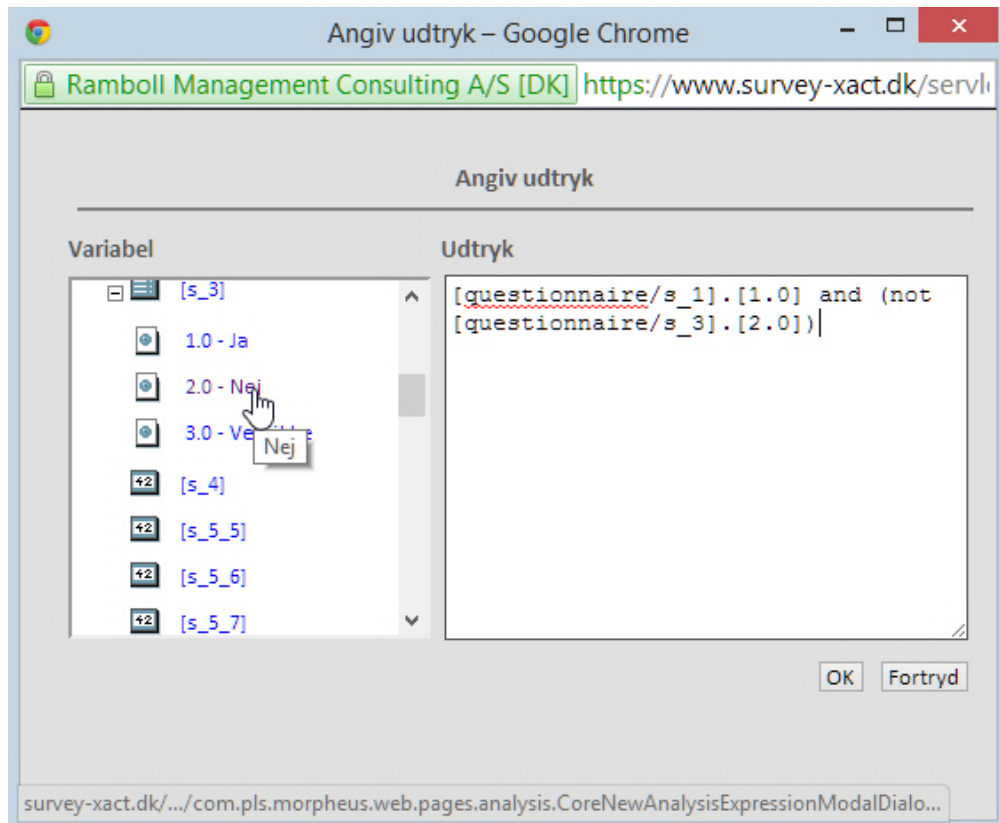 Angiv udtryk – Google Chrome
Ramboll Management Consulting A/S [DK] https://www.survey-xact.dk/servl
Angiv udtryk
Variabel
Udtryk
[s_3]
1.0 - Ja
2.0 - Nej
3.0 -
Nej
[s_4]
[s_5_5]
[s_5_6]
[s_5_7]
[questionnaire/s_1].[1.0] and (not
[questionnaire/s_3].[2.0])
OK Fortryd
survey-xact.dk/.../com.pls.morpheus.web.pages.analysis.CoreNewAnalysisExpressionModalDialo...